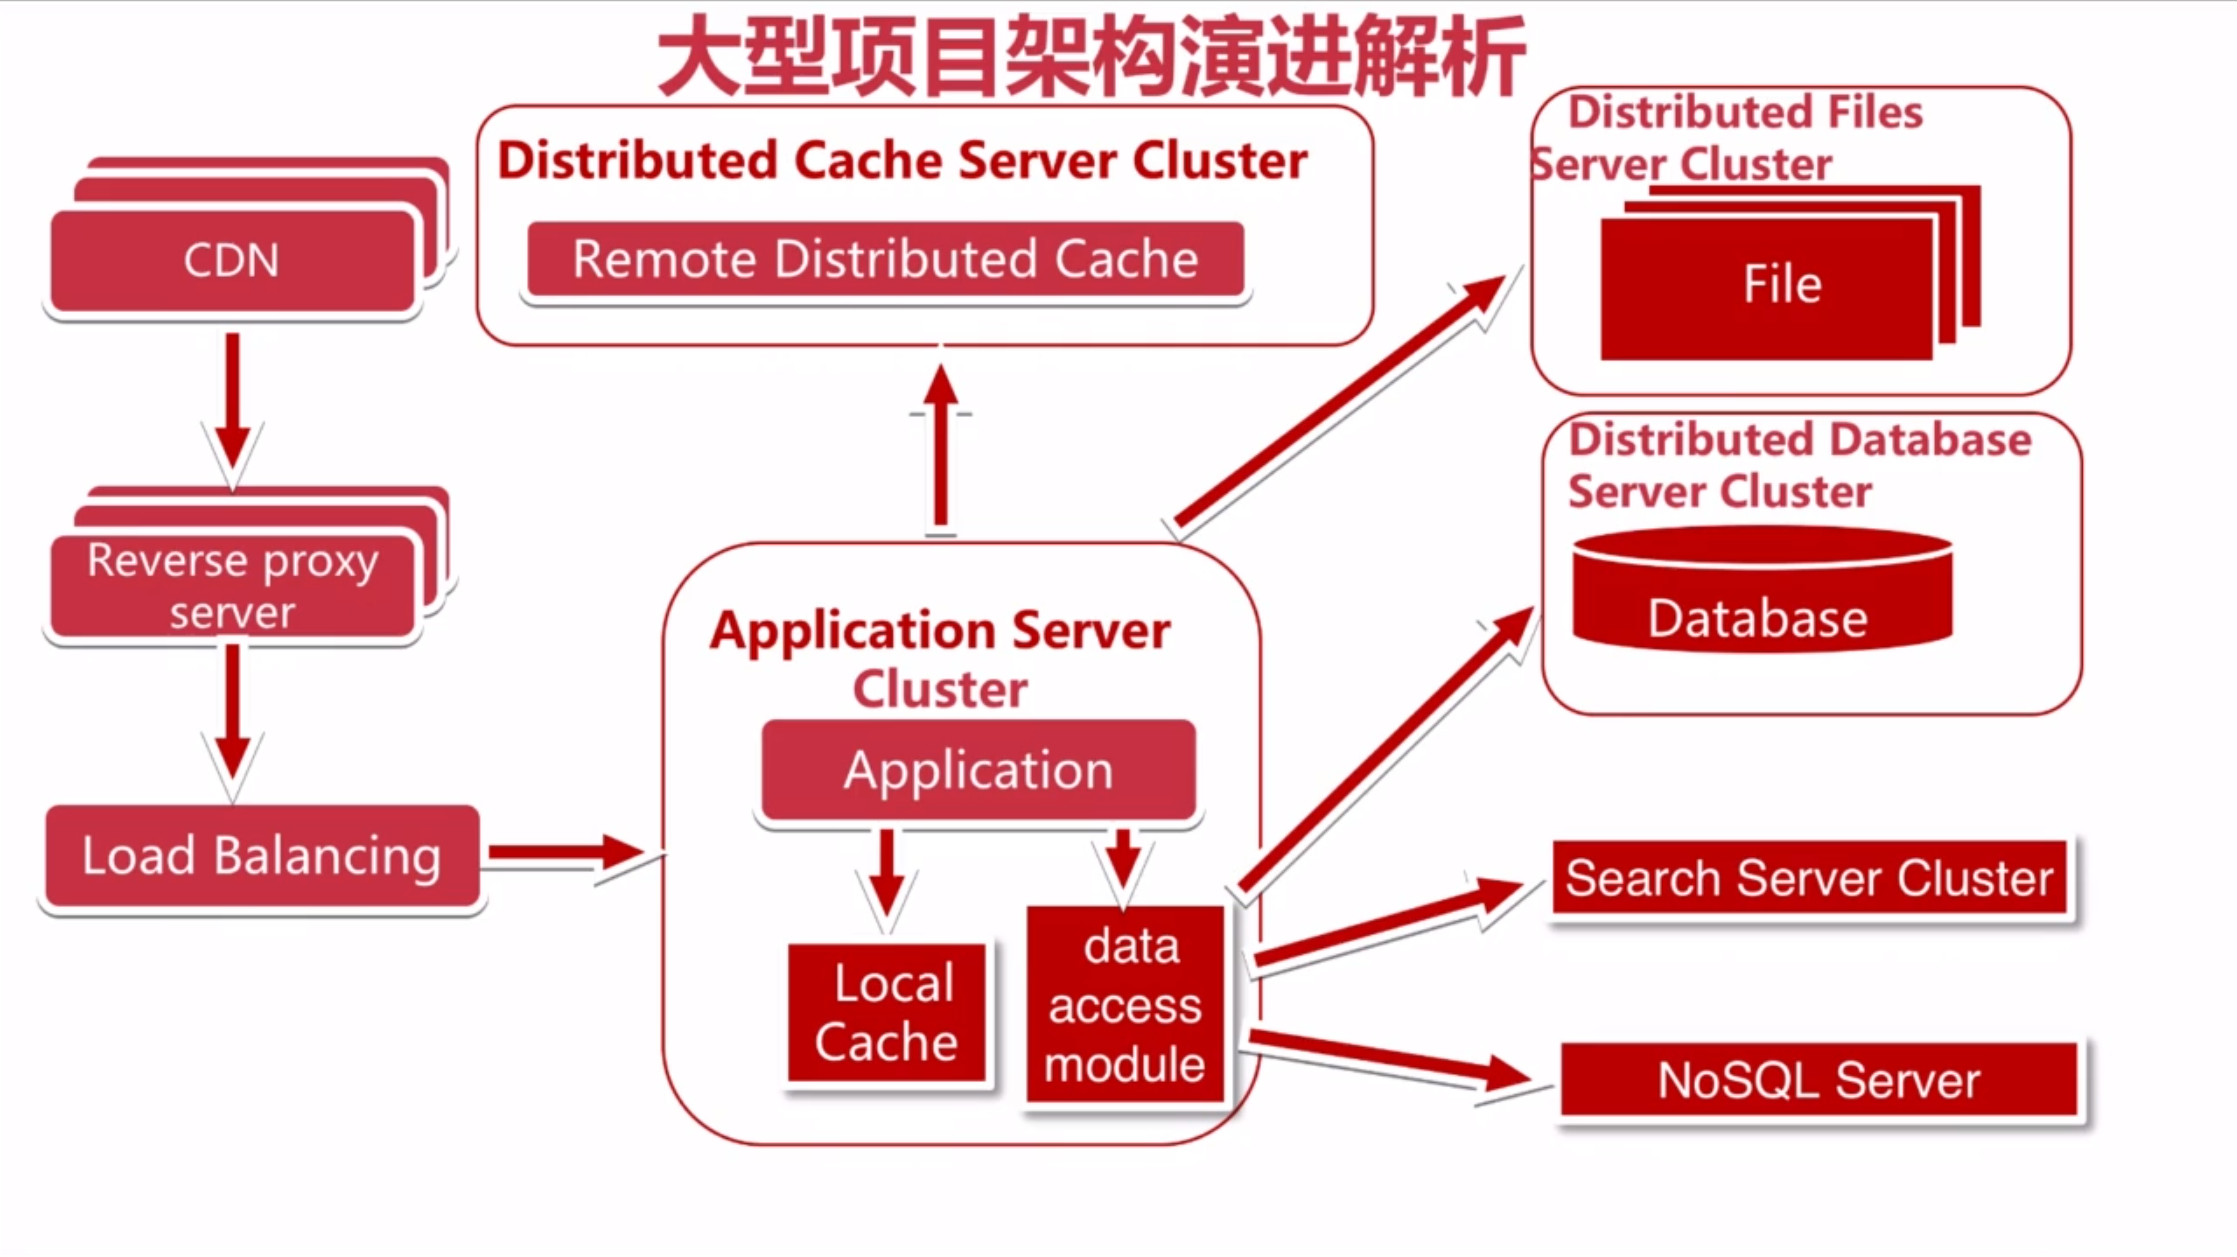 大型项目架构演进解析
CDN
Reverse proxy
server
Load Balancing
Distributed Cache Server Cluster
Remote Distributed Cache
Application Server
Cluster
Application
Local
Cache
data
access
module
Distributed Files
Server Cluster
File
Distributed Database
Server Cluster
Database
Search Server Cluster
NoSQL Server